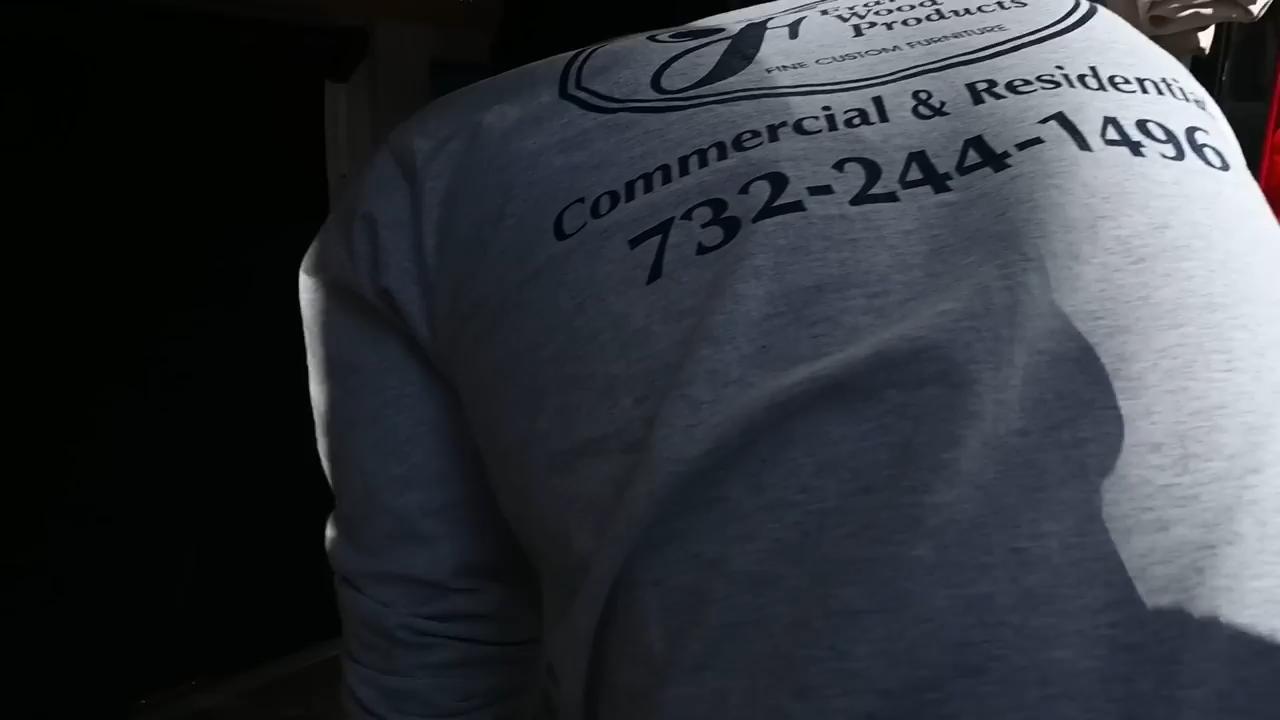 Wood
Products
FINE CUSTOM FURNITURE
Commercial & Residential
732-244-1496